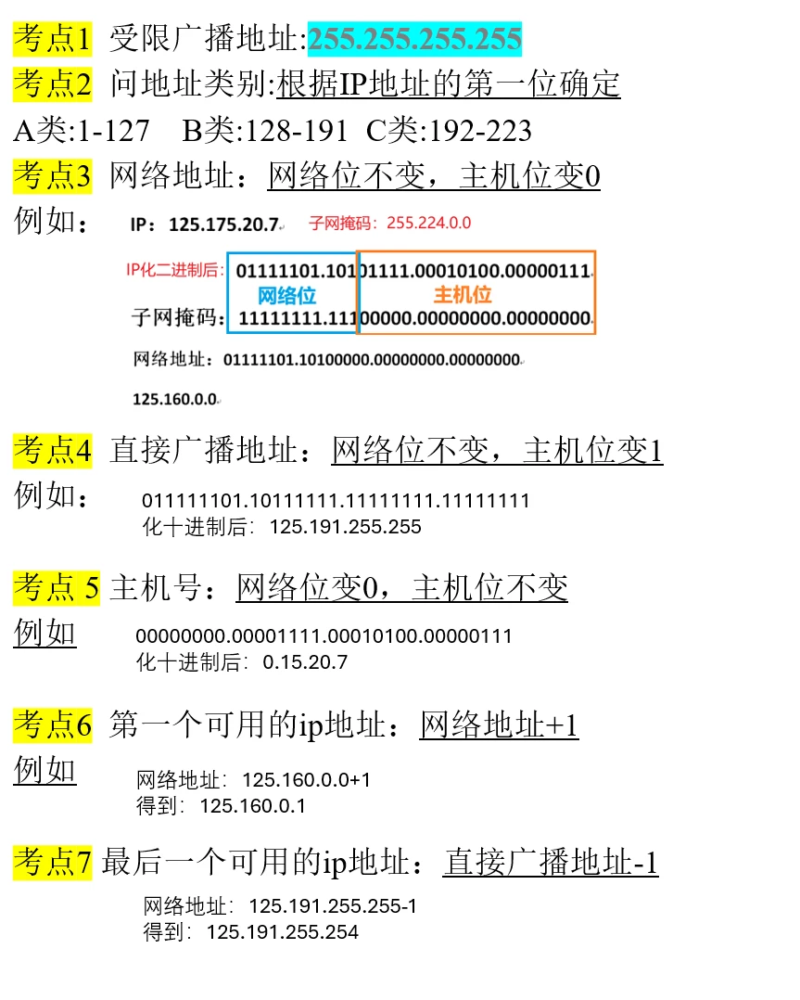 考点1 受限广播地址:255.255.255.255
考点2 问地址类别:根据IP地址的第一位确定
A类:1-127 B类:128-191 C类:192-223
考点3 网络地址：网络位不变，主机位变0
例如： IP：125.175.20.7 子网掩码：255.224.0.0
IP化二进制后：01111101.10101111.00010100.00000111
网络位 主机位
子网掩码：11111111.11100000.00000000.00000000
网络地址：01111101.10100000.00000000.00000000
125.160.0.0
考点4 直接广播地址：网络位不变，主机位变1
例如： 011111101.10111111.11111111.11111111
化十进制后：125.191.255.255
考点 5 主机号：网络位变0，主机位不变
例如 00000000.00001111.00010100.00000111
化十进制后：0.15.20.7
考点6 第一个可用的ip地址：网络地址+1
例如 网络地址：125.160.0.0+1
得到：125.160.0.1
考点7 最后一个可用的ip地址：直接广播地址-1
网络地址：125.191.255.255-1
得到：125.191.255.254